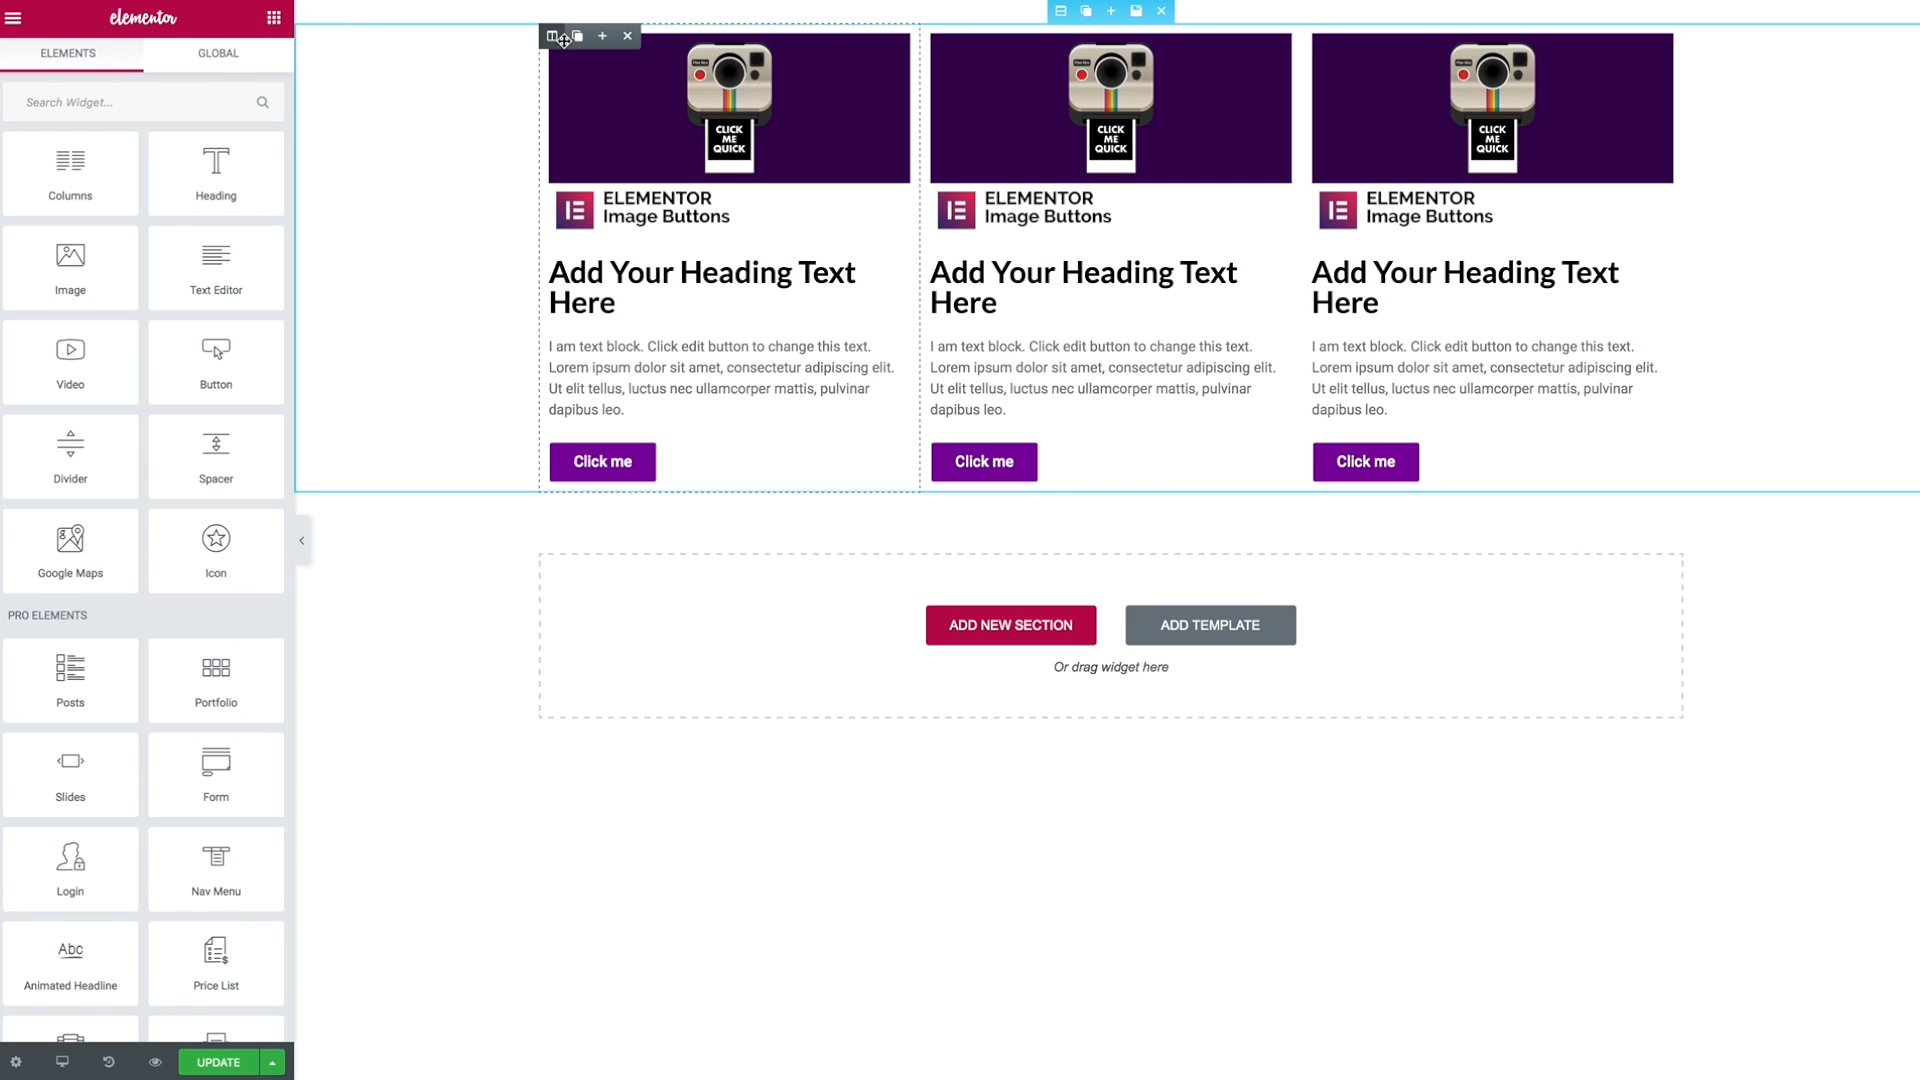 elementor
ELEMENTS
GLOBAL
Search Widget...
Columns
Heading
Image
Text Editor
Video
Button
Divider
Spacer
Google Maps
Icon
PRO ELEMENTS
Posts
Portfolio
Slides
Form
Login
Nav Menu
Abc
Animated Headline
Price List
UPDATE
CLICK
ME
QUICK
ELEMENTOR
Image Buttons
Add Your Heading Text
Here
I am text block. Click edit button to change this text.
Lorem ipsum dolor sit amet, consectetur adipiscing elit.
Ut elit tellus, luctus nec ullamcorper mattis, pulvinar
dapibus leo.
Click me
CLICK
ME
QUICK
ELEMENTOR
Image Buttons
Add Your Heading Text
Here
I am text block. Click edit button to change this text.
Lorem ipsum dolor sit amet, consectetur adipiscing elit.
Ut elit tellus, luctus nec ullamcorper mattis, pulvinar
dapibus leo.
Click me
CLICK
ME
QUICK
ELEMENTOR
Image Buttons
Add Your Heading Text
Here
I am text block. Click edit button to change this text.
Lorem ipsum dolor sit amet, consectetur adipiscing elit.
Ut elit tellus, luctus nec ullamcorper mattis, pulvinar
dapibus leo.
Click me
ADD NEW SECTION
ADD TEMPLATE
Or drag widget here